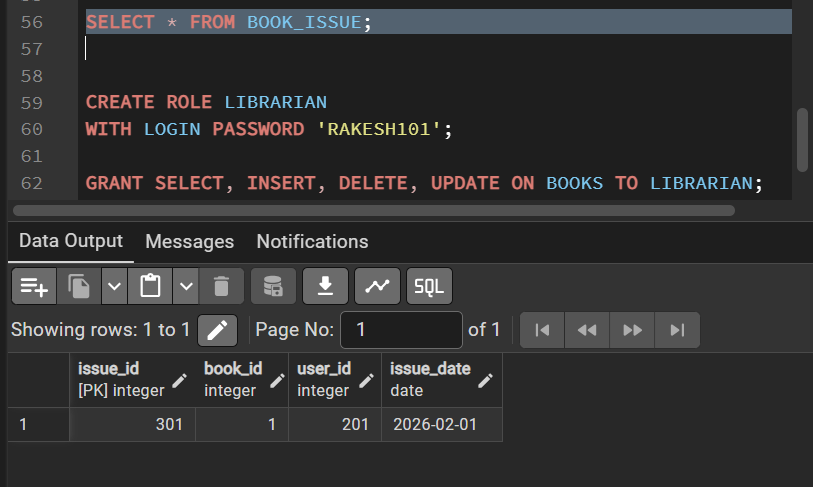 56 SELECT * FROM BOOK_ISSUE;
57
58
59 CREATE ROLE LIBRARIAN
60 WITH LOGIN PASSWORD 'RAKESH101';
61
62 GRANT SELECT, INSERT, DELETE, UPDATE ON BOOKS TO LIBRARIAN;
Data Output Messages Notifications
SQL
Showing rows: 1 to 1 Page No: 1 of 1
issue_id book_id user_id issue_date
[PK] integer integer integer date
1 301 1 201 2026-02-01